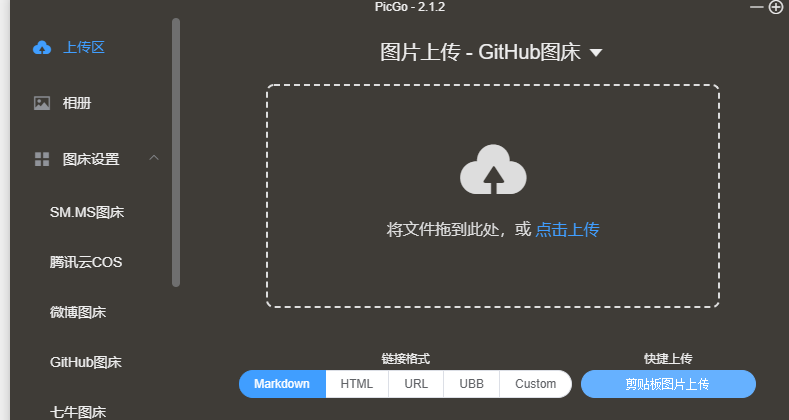 PicGo - 2.1.2
上传区
相册
图床设置
SM.MS图床
腾讯云COS
微博图床
GitHub图床
七牛图床
图片上传 - GitHub图床
将文件拖到此处，或 点击上传
链接格式
Markdown HTML URL UBB Custom
快捷上传
剪贴板图片上传